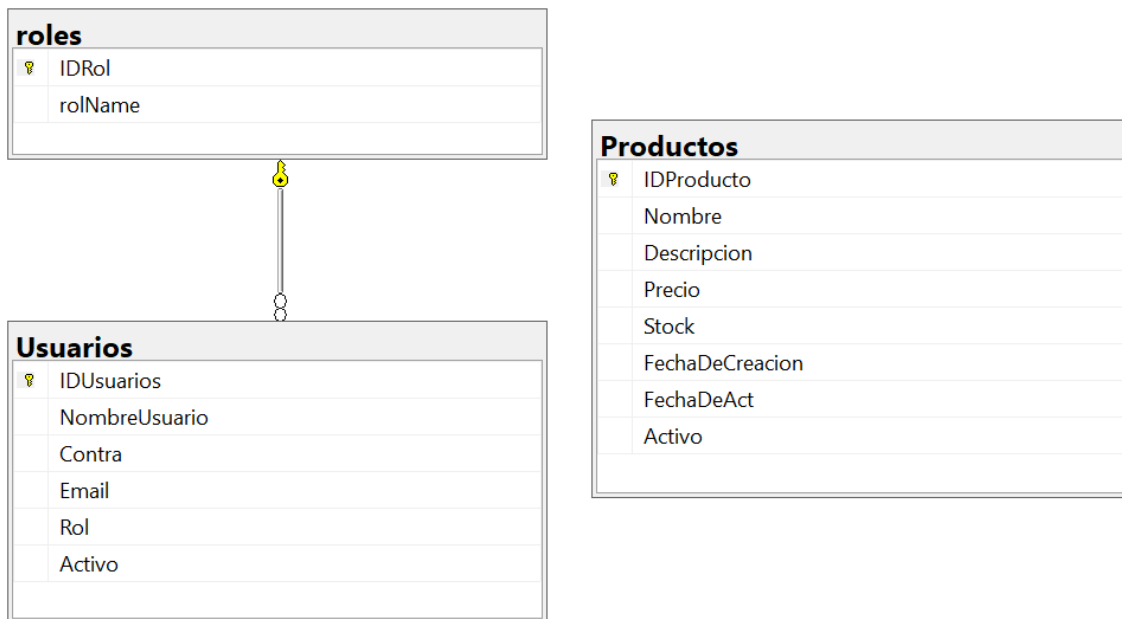 roles
IDRol
rolName
Usuarios
IDUsuarios
NombreUsuario
Contra
Email
Rol
Activo
Productos
IDProducto
Nombre
Descripcion
Precio
Stock
FechaDeCreacion
FechaDeAct
Activo